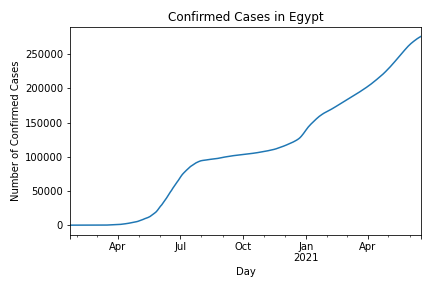 Confirmed Cases in Egypt
Number of Confirmed Cases
250000
200000
150000
100000
50000
0
Apr
Jul
Oct
Jan
2021
Apr
Day